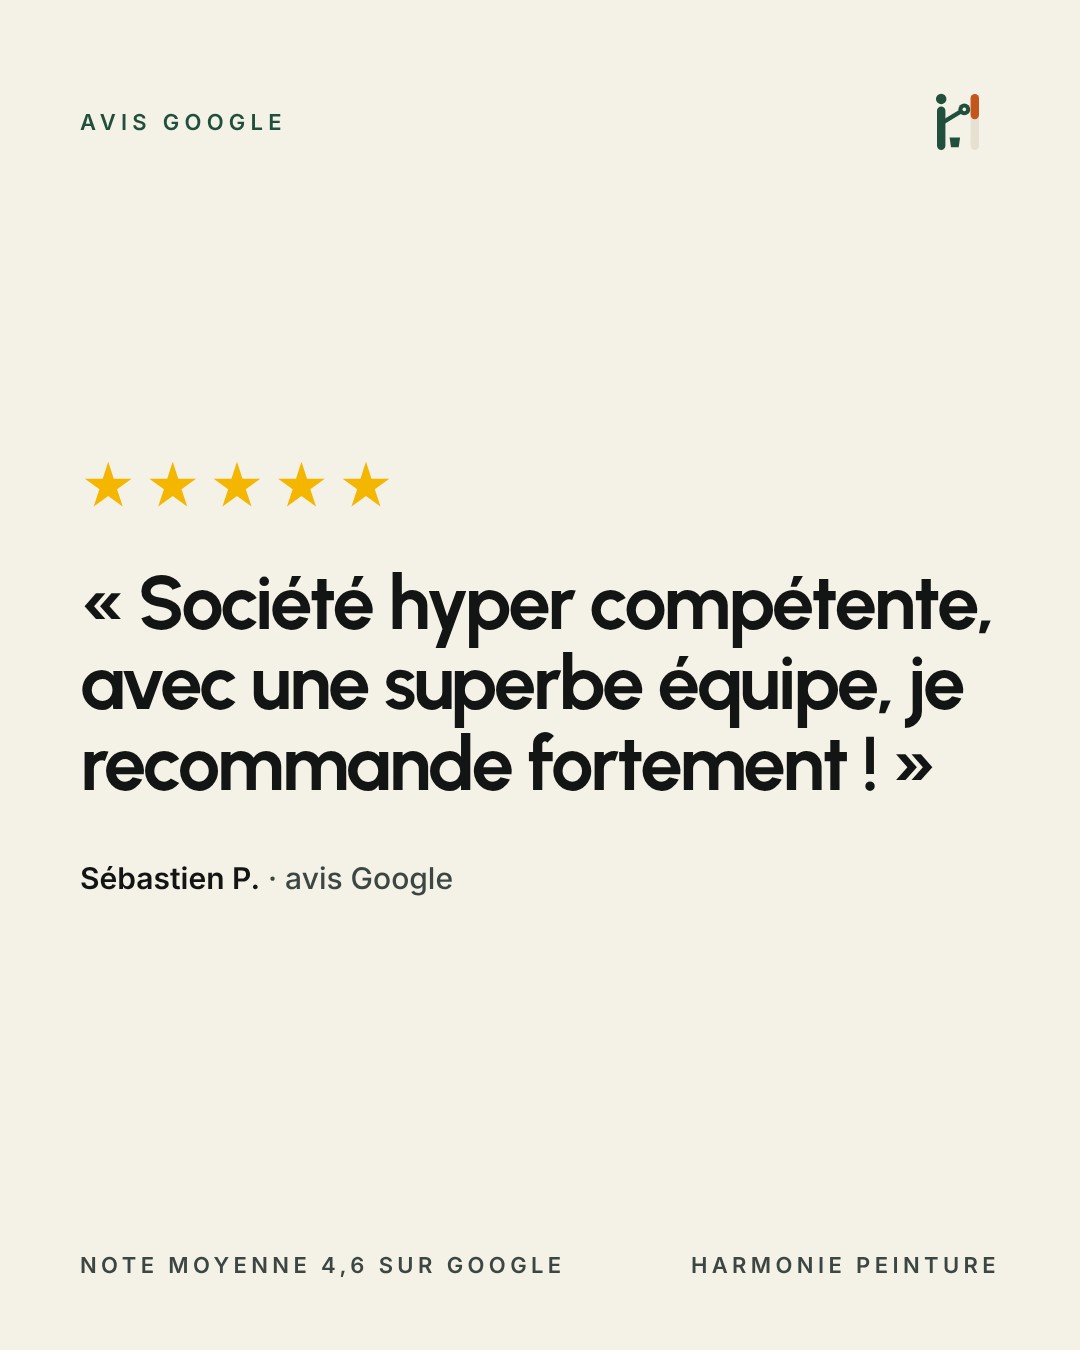 AVIS GOOGLE
★★★★★
« Société hyper compétente,
avec une superbe équipe, je
recommande fortement ! »
Sébastien P. · avis Google
NOTE MOYENNE 4,6 SUR GOOGLE
HARMONIE PEINTURE